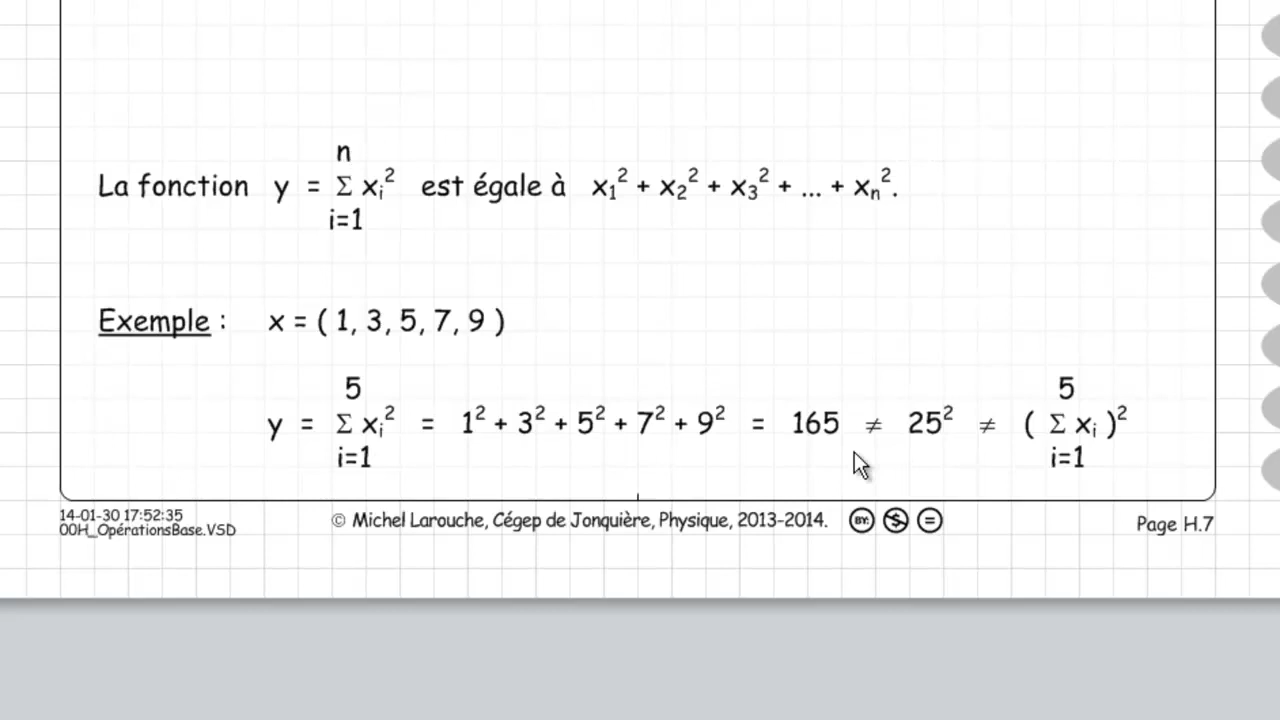 n
La fonction y = Σ xᵢ² est égale à x₁² + x₂² + x₃² + ... + xₙ².
i=1
Exemple : x = ( 1, 3, 5, 7, 9 )
5 5
y = Σ xᵢ² = 1² + 3² + 5² + 7² + 9² = 165 ≠ 25² ≠ ( Σ xᵢ )²
i=1 i=1
14-01-30 17:52:35
00H_OpérationsBase.VSD
© Michel Larouche, Cégep de Jonquière, Physique, 2013-2014. BY: $ =
Page H.7